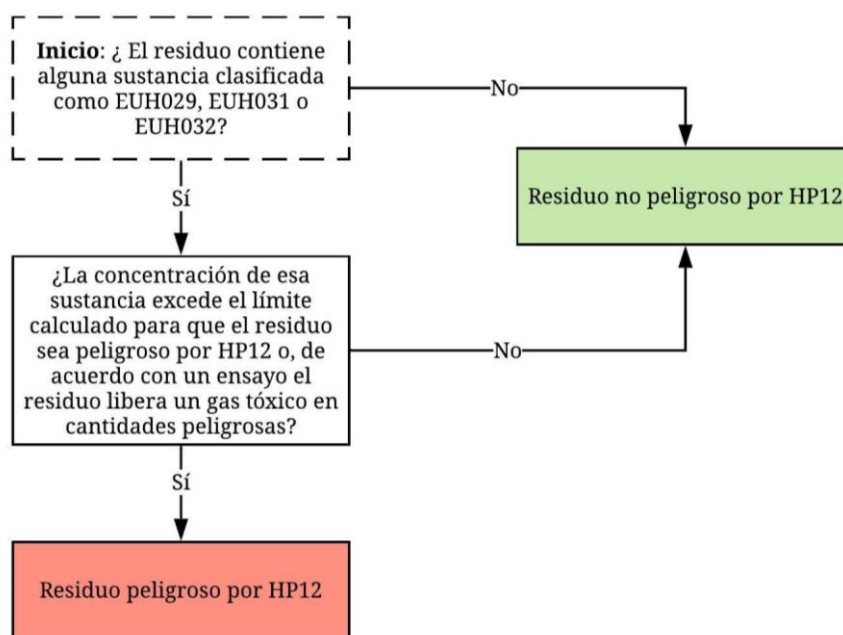 Inicio: ¿ El residuo contiene
alguna sustancia clasificada
como EUH029, EUH031 o
EUH032?
No
Residuo no peligroso por HP12
Sí
¿La concentración de esa
sustancia excede el límite
calculado para que el residuo
sea peligroso por HP12 o, de
acuerdo con un ensayo el
residuo libera un gas tóxico en
cantidades peligrosas?
No
Sí
Residuo peligroso por HP12